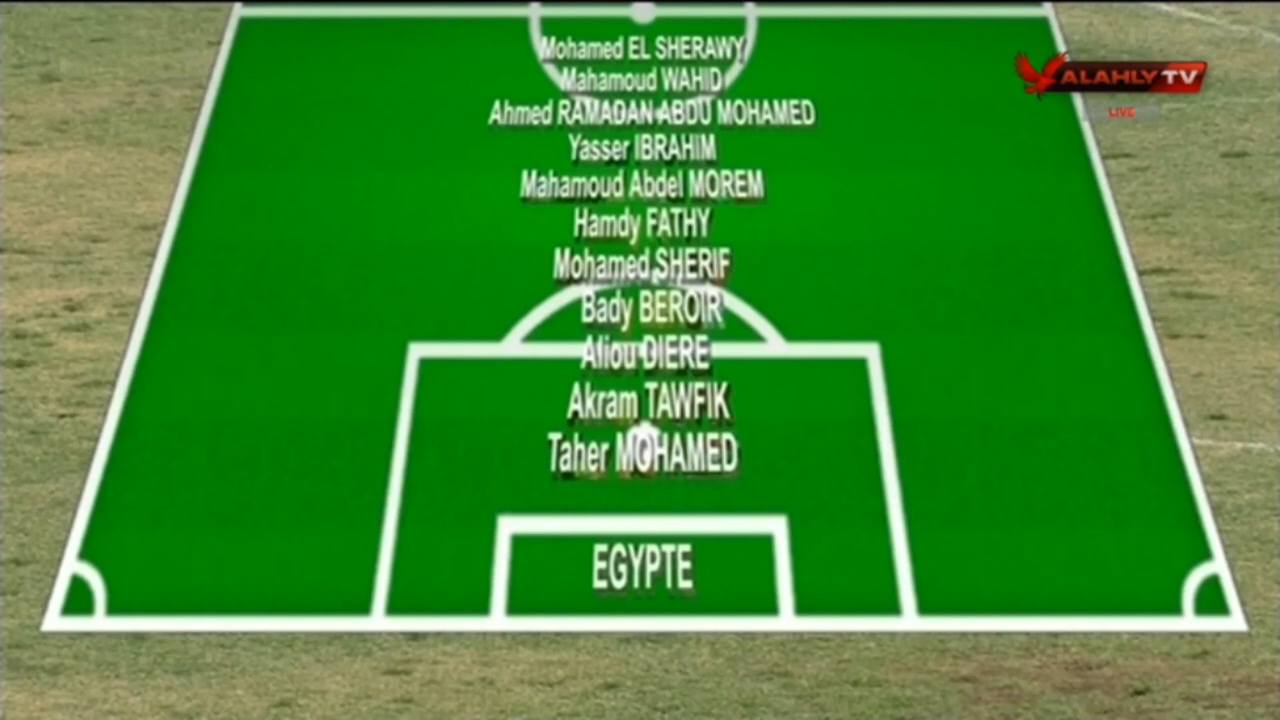 Mohamed EL SHERAWY
Mahamoud WAHID
Ahmed RAMADAN ABDU MOHAMED
Yasser IBRAHIM
Mahamoud Abdel MOREM
Hamdy FATHY
Mohamed SHERIF
Bady BEROIR
Aliou DIERE
Akram TAWFIK
Taher MOHAMED
EGYPTE
ALAHLY TV
LIVE